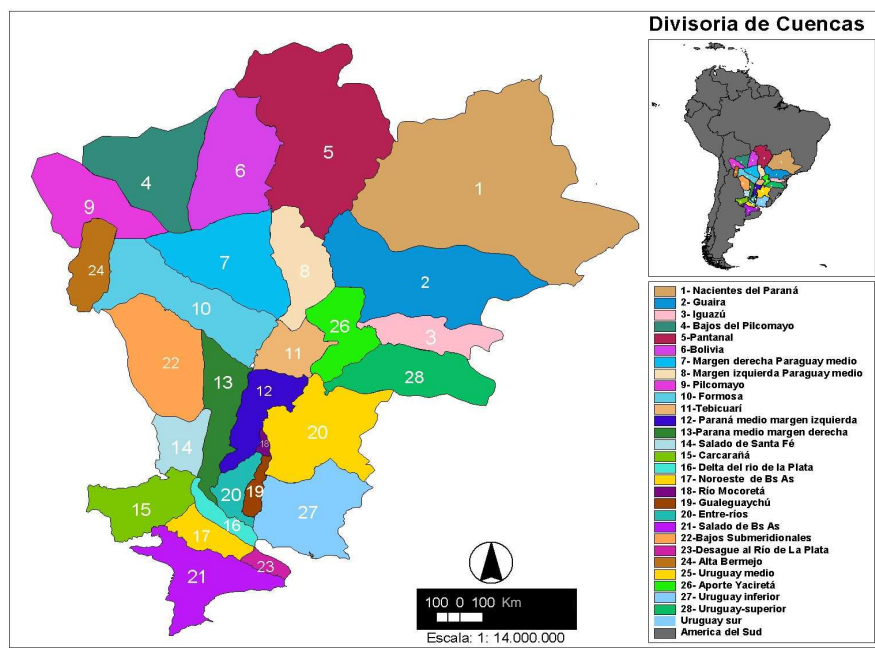 Divisoria de Cuencas
5
1
6
4
9
7
8
24
2
10
26
3
11
22
13
28
12
20
18
14
20
19
15
27
16
17
23
21
100 0 100 Km
Escala: 1: 14.000.000
1- Nacientes del Paraná
2- Guaira
3- Iguazú
4- Bajos del Pilcomayo
5-Pantanal
6-Bolivia
7- Margen derecha Paraguay medio
8- Margen izquierda Paraguay medio
9- Pilcomayo
10- Formosa
11-Tebicuarí
12- Paraná medio margen izquierda
13-Parana medio margen derecha
14- Salado de Santa Fé
15- Carcarañá
16- Delta del rio de la Plata
17- Noroeste de Bs As
18- Río Mocoretá
19- Gualeguaychú
20- Entre-ríos
21- Salado de Bs As
22-Bajos Submeridionales
23-Desague al Río de La Plata
24- Alta Bermejo
25- Uruguay medio
26- Aporte Yaciretá
27- Uruguay inferior
28- Uruguay-superior
Uruguay sur
America del Sud